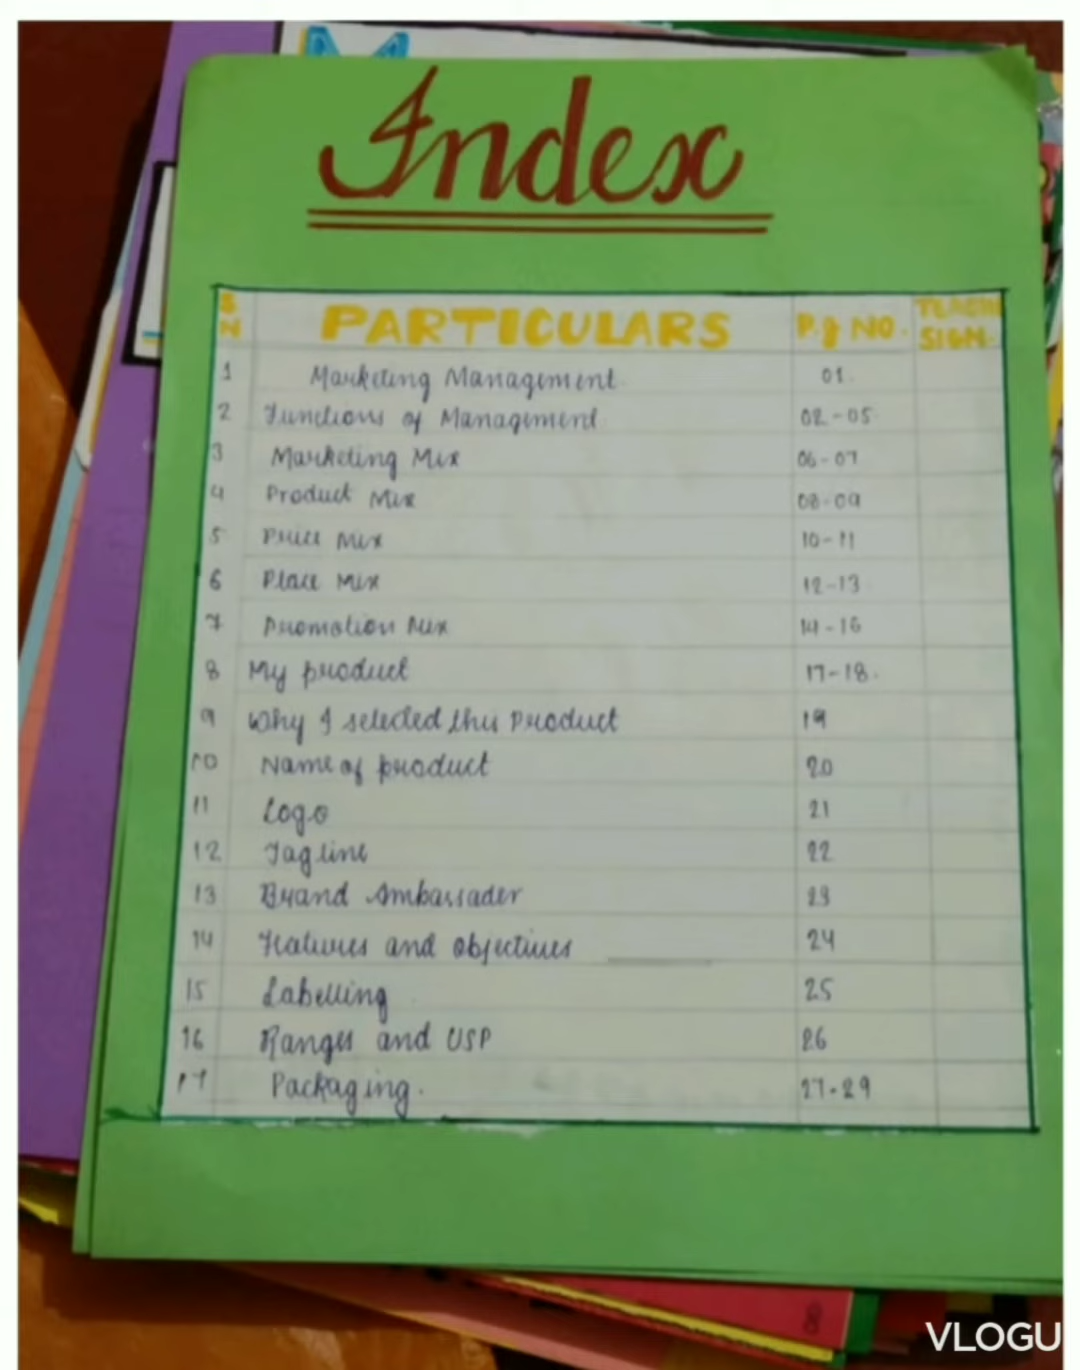 Index
S N PARTICULARS P.g NO. TEACH SIGN.
1 Marketing Management. 01.
2 Functions of Management 02-05
3 Marketing Mix 06-07
4 Product Mix 08-09
5 Price Mix 10-11
6 Place Mix 12-13
7 Promotion Mix 14-16
8 My product 17-18.
9 Why I selected this Product 19
10 Name of product 20
11 Logo 21
12 Tagline 22
13 Brand Ambassader 23
14 Features and objectives 24
15 Labelling 25
16 Ranges and USP 26
17 Packaging. 27-29
VLOGU